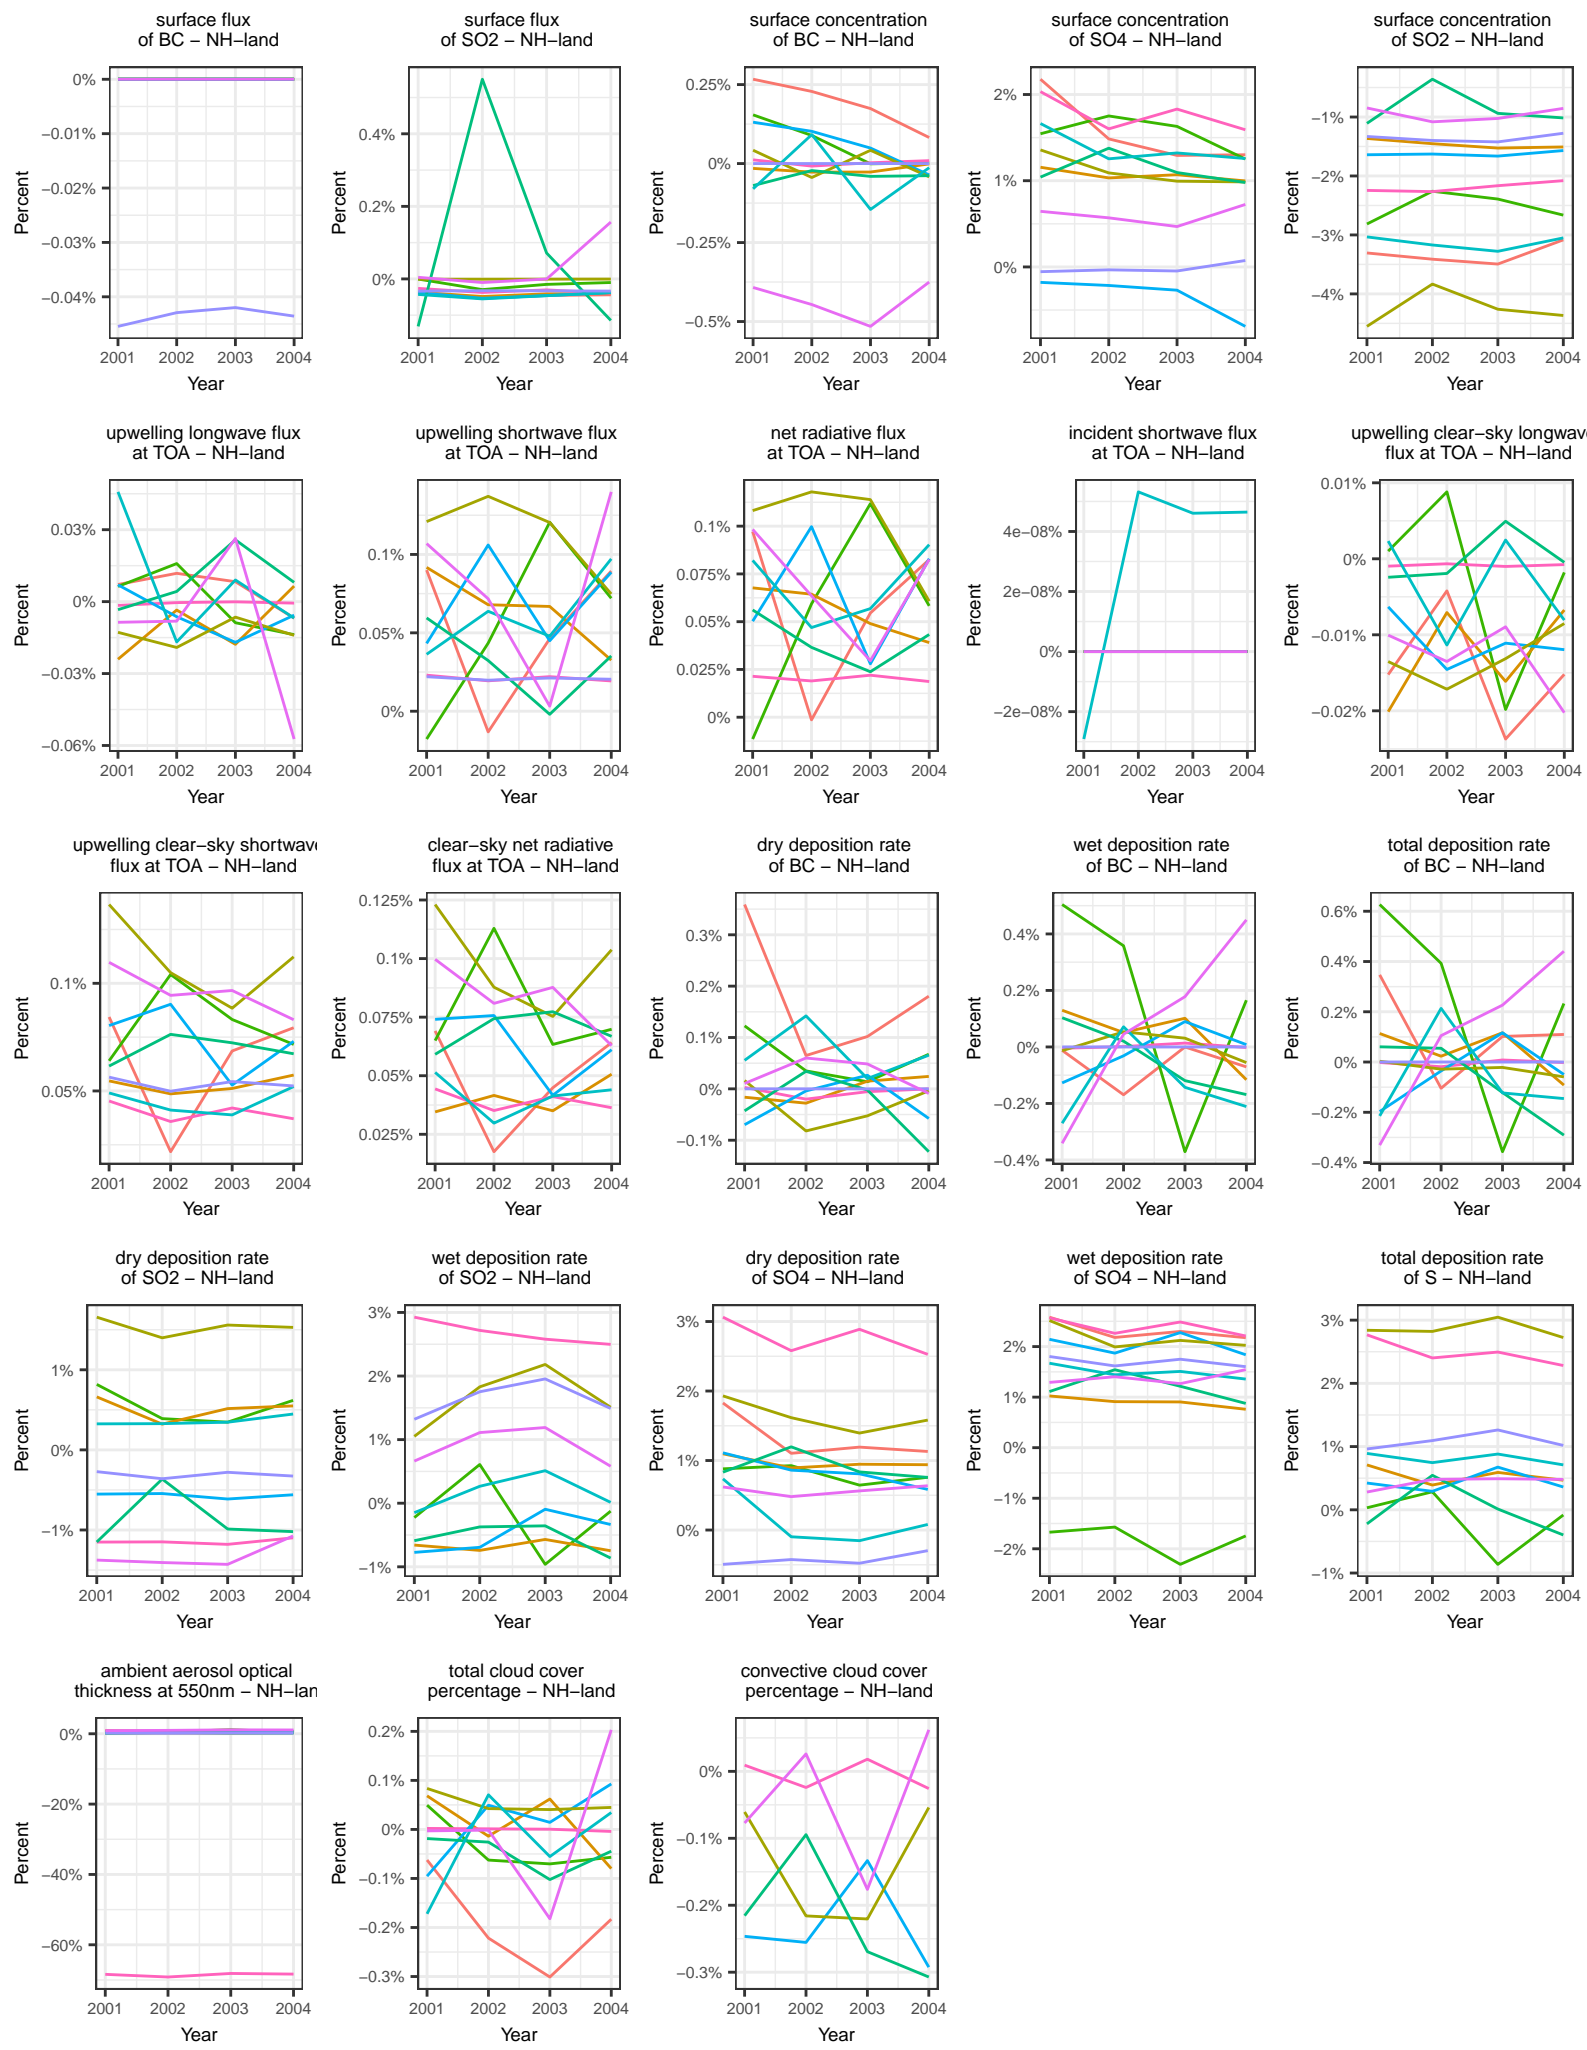 surface flux
of BC − NH−land
surface flux
of SO2 − NH−land
surface concentration
of BC − NH−land
surface concentration
of SO4 − NH−land
surface concentration
of SO2 − NH−land
Percent
0%
−0.01%
−0.02%
−0.03%
−0.04%
2001 2002 2003 2004
Year
Percent
0.4%
0.2%
0%
2001 2002 2003 2004
Year
Percent
0.25%
0%
−0.25%
−0.5%
2001 2002 2003 2004
Year
Percent
2%
1%
0%
2001 2002 2003 2004
Year
Percent
−1%
−2%
−3%
−4%
2001 2002 2003 2004
Year
upwelling longwave flux
at TOA − NH−land
upwelling shortwave flux
at TOA − NH−land
net radiative flux
at TOA − NH−land
incident shortwave flux
at TOA − NH−land
upwelling clear−sky longwav
flux at TOA − NH−land
Percent
0.03%
0%
−0.03%
−0.06%
2001 2002 2003 2004
Year
Percent
0.1%
0.05%
0%
2001 2002 2003 2004
Year
Percent
0.1%
0.075%
0.05%
0.025%
0%
2001 2002 2003 2004
Year
Percent
4e−08%
2e−08%
0%
−2e−08%
2001 2002 2003 2004
Year
Percent
0.01%
0%
−0.01%
−0.02%
2001 2002 2003 2004
Year
upwelling clear−sky shortwave
flux at TOA − NH−land
clear−sky net radiative
flux at TOA − NH−land
dry deposition rate
of BC − NH−land
wet deposition rate
of BC − NH−land
total deposition rate
of BC − NH−land
Percent
0.1%
0.05%
2001 2002 2003 2004
Year
Percent
0.125%
0.1%
0.075%
0.05%
0.025%
2001 2002 2003 2004
Year
Percent
0.3%
0.2%
0.1%
0%
−0.1%
2001 2002 2003 2004
Year
Percent
0.4%
0.2%
0%
−0.2%
−0.4%
2001 2002 2003 2004
Year
Percent
0.6%
0.4%
0.2%
0%
−0.2%
−0.4%
2001 2002 2003 2004
Year
dry deposition rate
of SO2 − NH−land
wet deposition rate
of SO2 − NH−land
dry deposition rate
of SO4 − NH−land
wet deposition rate
of SO4 − NH−land
total deposition rate
of S − NH−land
Percent
1%
0%
−1%
2001 2002 2003 2004
Year
Percent
3%
2%
1%
0%
−1%
2001 2002 2003 2004
Year
Percent
3%
2%
1%
0%
2001 2002 2003 2004
Year
Percent
2%
1%
0%
−1%
−2%
2001 2002 2003 2004
Year
Percent
3%
2%
1%
0%
−1%
2001 2002 2003 2004
Year
ambient aerosol optical
thickness at 550nm − NH−lan
total cloud cover
percentage − NH−land
convective cloud cover
percentage − NH−land
Percent
0%
−20%
−40%
−60%
2001 2002 2003 2004
Year
Percent
0.2%
0.1%
0%
−0.1%
−0.2%
−0.3%
2001 2002 2003 2004
Year
Percent
0%
−0.1%
−0.2%
−0.3%
2001 2002 2003 2004
Year